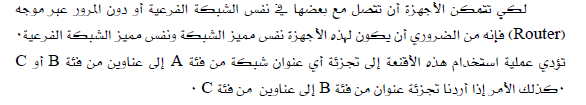 لكي تتمكن الأجهزة أن تتصل مع بعضها في نفس الشبكة الفرعية أو دون المرور عبر موجه
(Router) فإنه من الضروري أن يكون لهذه الأجهزة نفس مميز الشبكة ونفس مميز الشبكة الفرعية.
تؤدي عملية استخدام هذه الأقنعة إلى تجزئة أي عنوان شبكة من فئة A إلى عناوين من فئة B أو C
.كذلك الأمر إذا أردنا تجزئة عنوان من فئة B إلى عناوين من فئة C .